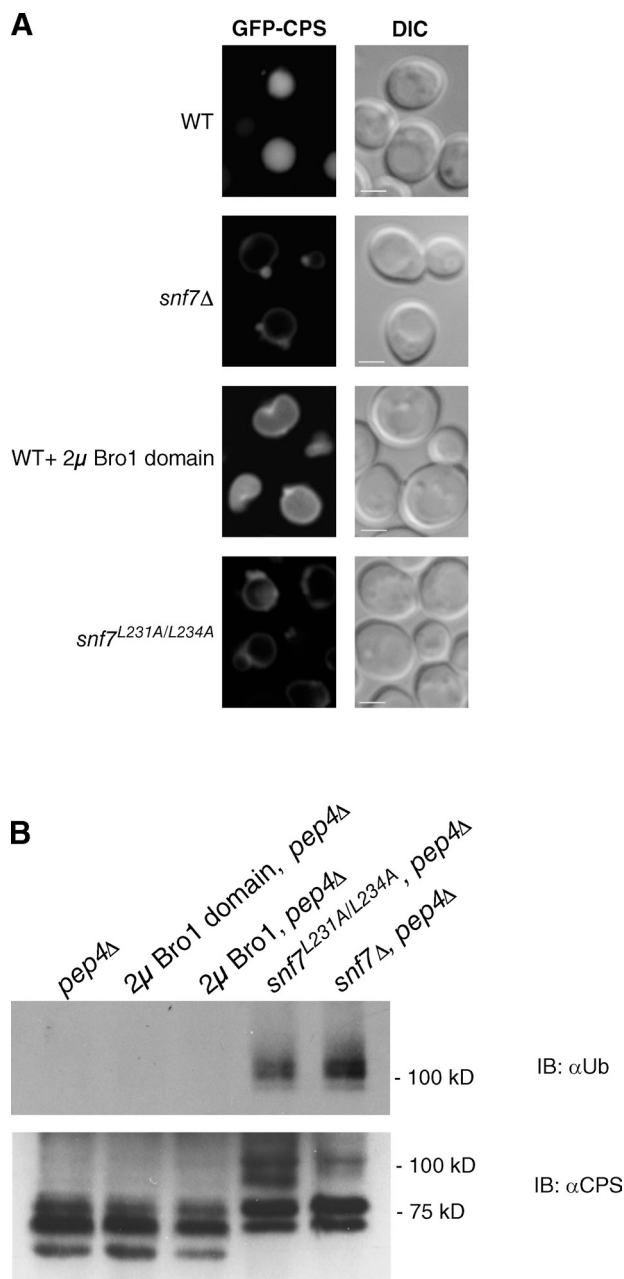 A
GFP-CPS DIC
WT
snf7Δ
WT+ 2µ Bro1 domain
snf7L231A/L234A
B
pep4Δ
2µ Bro1 domain, pep4Δ
2µ Bro1, pep4Δ
snf7L231A/L234A, pep4Δ
snf7Δ, pep4Δ
- 100 kD
IB: αUb
- 100 kD
- 75 kD
IB: αCPS